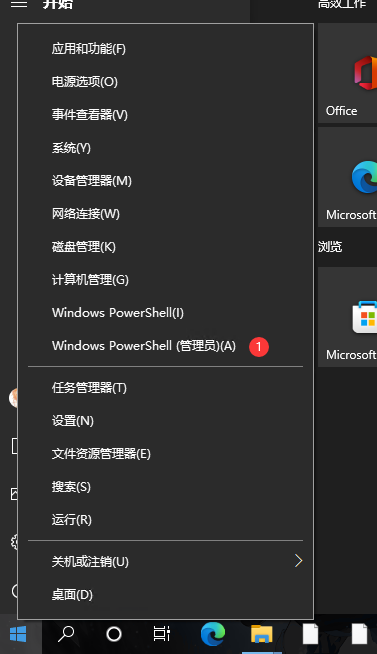 开始
高效工作
应用和功能(F)
电源选项(O)
事件查看器(V)
系统(Y)
设备管理器(M)
网络连接(W)
磁盘管理(K)
计算机管理(G)
Windows PowerShell(I)
Windows PowerShell (管理员)(A)
1
任务管理器(T)
设置(N)
文件资源管理器(E)
搜索(S)
运行(R)
关机或注销(U)
桌面(D)
Office
Microsoft
浏览
Microsoft